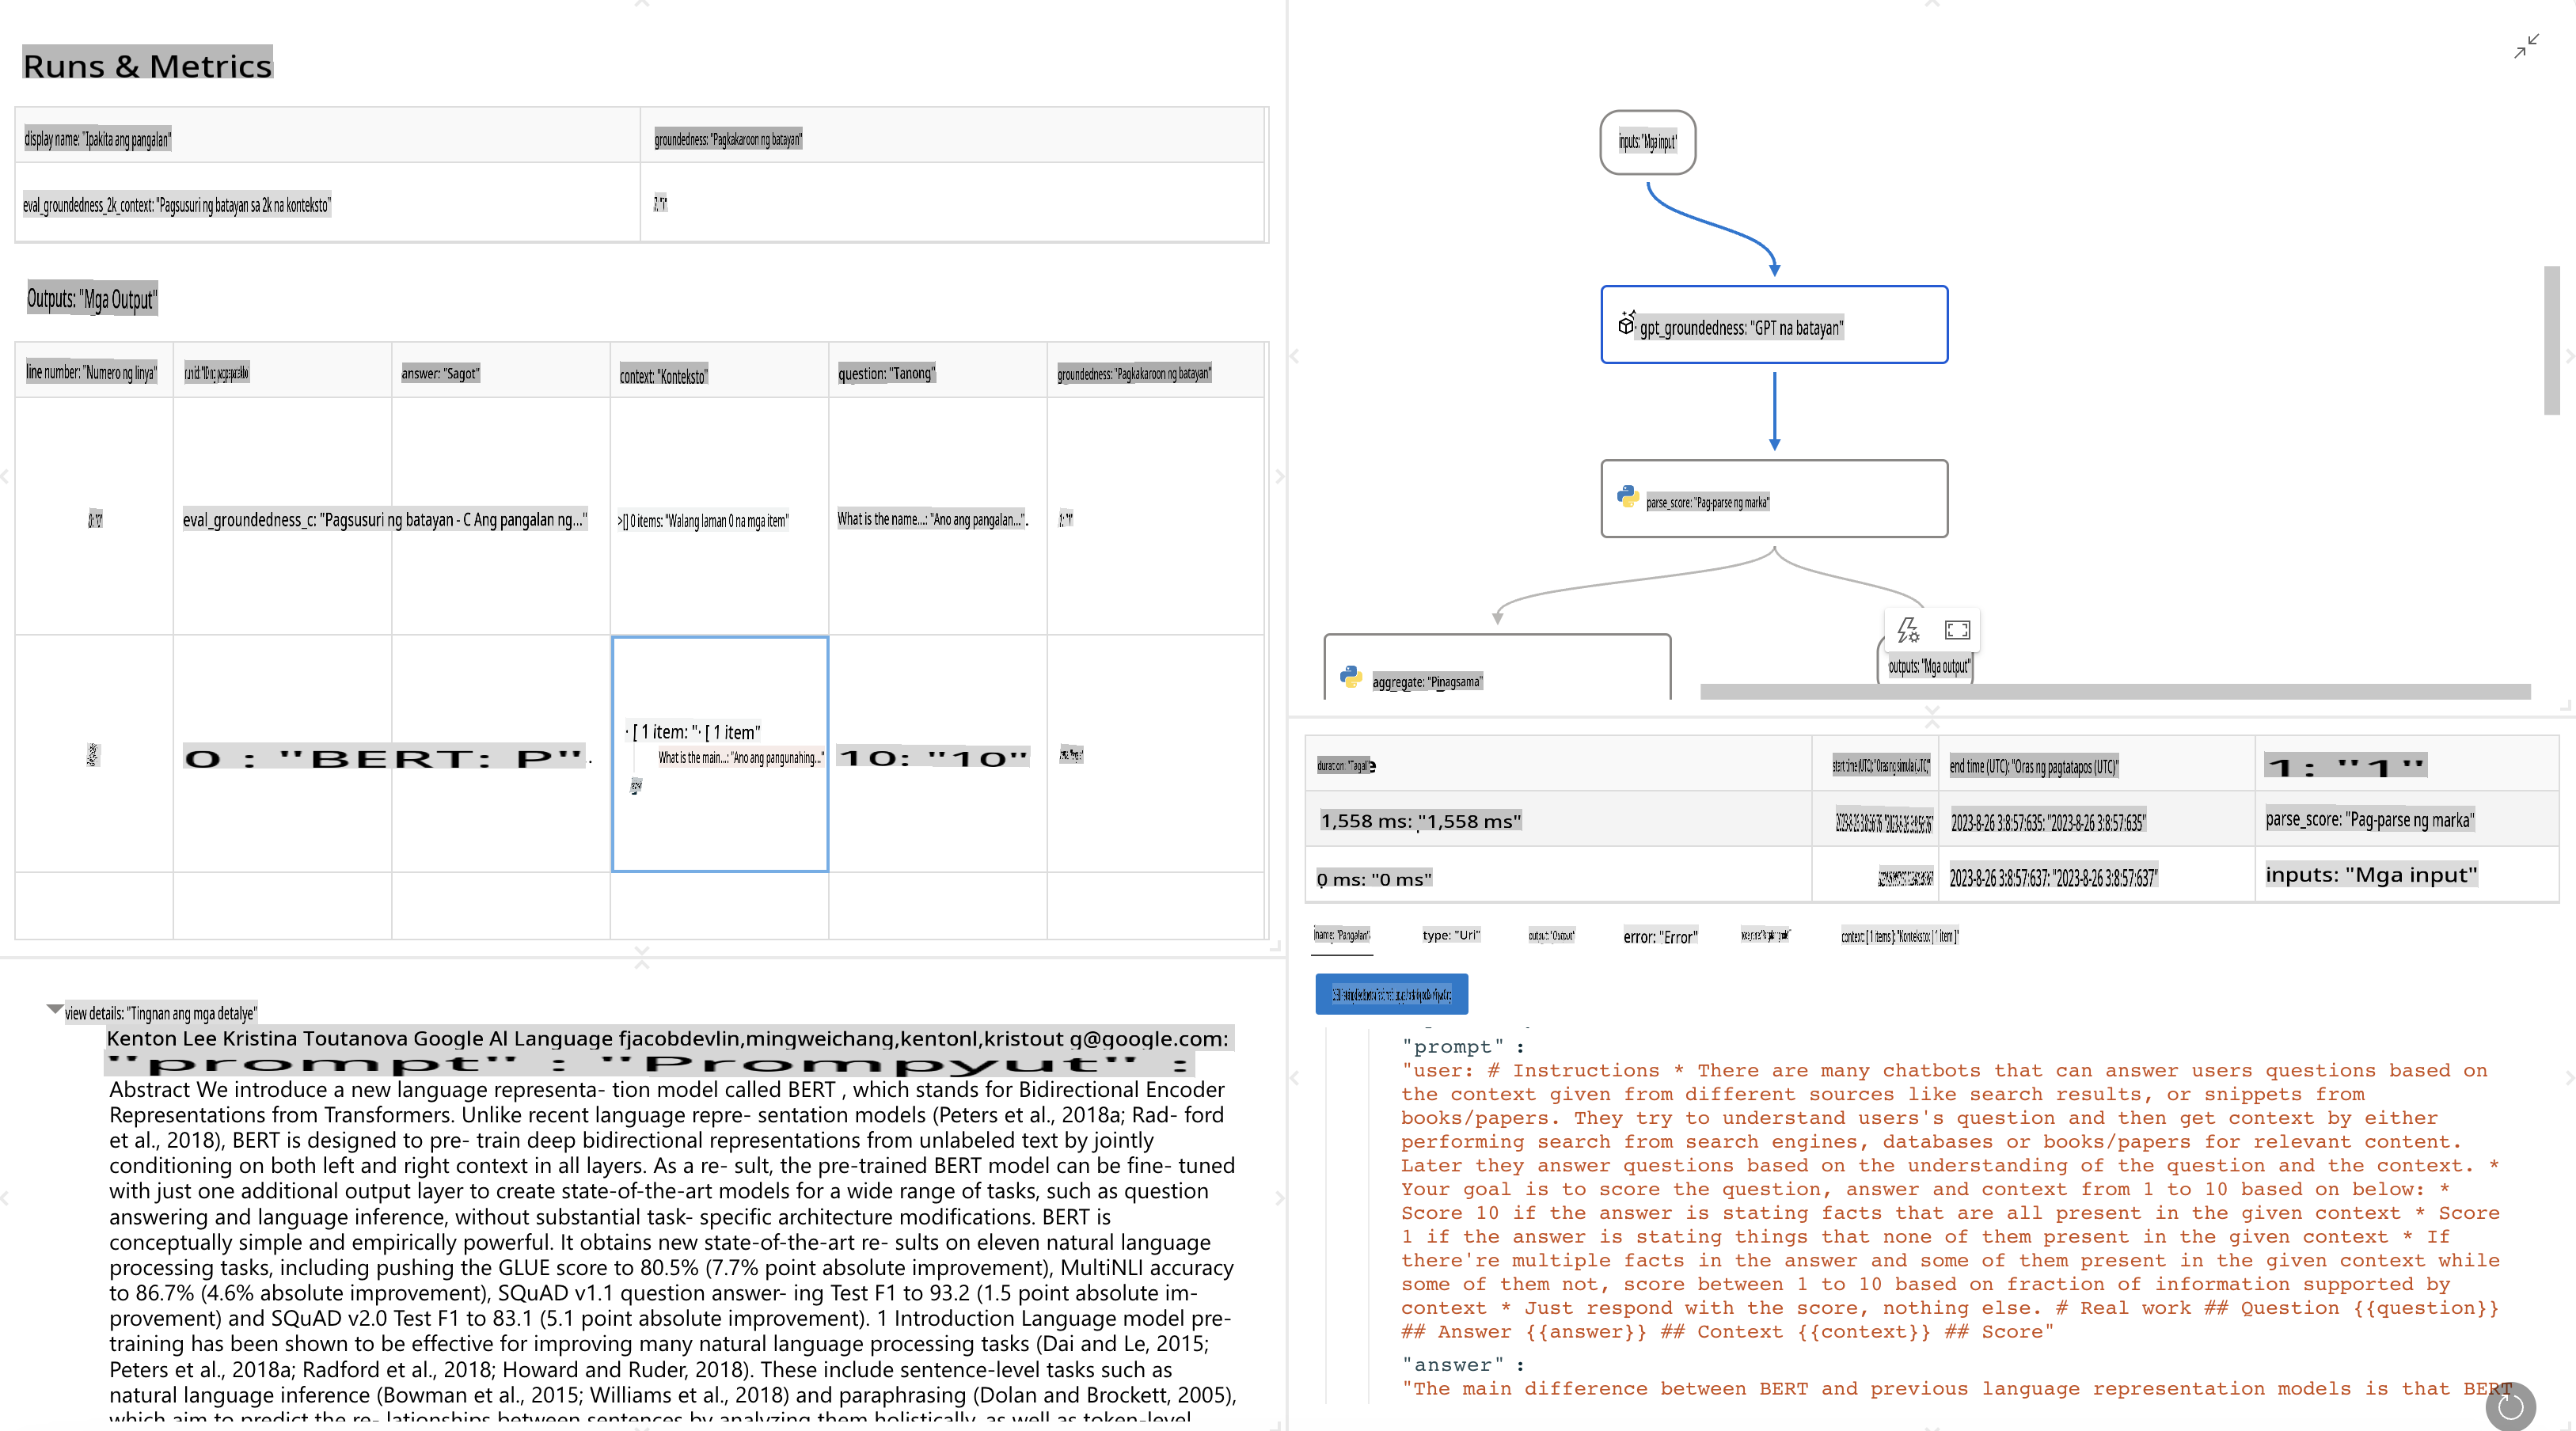 Runs & Metrics
display name: "Ipakita ang pangalan"
groundedness: "Pagkakaroon ng batayan"
eval_groundedness_2k_context: "Pagsusuri ng batayan sa 2k na konteksto"
Outputs: "Mga Output"
line number: "Numero ng linya"
answer: "Sagot"
context: "Konteksto"
question: "Tanong"
groundedness: "Pagkakaroon ng batayan"
eval_groundedness_c: "Pagsusuri ng batayan - C Ang pangalan ng..."
>[] 0 items: "Walang laman 0 na mga item"
What is the name...: "Ano ang pangalan...".
1: "1"
0 : "BERT: P".
· [ 1 item: "· [ 1 item"
What is the main...: "Ano ang pangunahing..."
10: "10"
view details: "Tingnan ang mga detalye"
Kenton Lee Kristina Toutanova Google AI Language fjacobdevlin,mingweichang,kentonl,kristout g@google.com:
"prompt" : "Prompyut" :
Abstract We introduce a new language representa- tion model called BERT , which stands for Bidirectional Encoder
Representations from Transformers. Unlike recent language repre- sentation models (Peters et al., 2018a; Rad- ford
et al., 2018), BERT is designed to pre- train deep bidirectional representations from unlabeled text by jointly
conditioning on both left and right context in all layers. As a re- sult, the pre-trained BERT model can be fine- tuned
with just one additional output layer to create state-of-the-art models for a wide range of tasks, such as question
answering and language inference, without substantial task- specific architecture modifications. BERT is
conceptually simple and empirically powerful. It obtains new state-of-the-art re- sults on eleven natural language
processing tasks, including pushing the GLUE score to 80.5% (7.7% point absolute improvement), MultiNLI accuracy
to 86.7% (4.6% absolute improvement), SQuAD v1.1 question answer- ing Test F1 to 93.2 (1.5 point absolute im-
provement) and SQuAD v2.0 Test F1 to 83.1 (5.1 point absolute improvement). 1 Introduction Language model pre-
training has been shown to be effective for improving many natural language processing tasks (Dai and Le, 2015;
Peters et al., 2018a; Radford et al., 2018; Howard and Ruder, 2018). These include sentence-level tasks such as
natural language inference (Bowman et al., 2015; Williams et al., 2018) and paraphrasing (Dolan and Brockett, 2005),
which aim to predict the re- lationships between sentences by analyzing them holistically, as well as token-level
inputs: "Mga input"
gpt_groundedness: "GPT na batayan"
parse_score: "Pag-parse ng marka"
aggregate: "Pinagsama"
outputs: "Mga output"
duration: "Tagal"
start time (UTC): "Oras ng simula (UTC)"
end time (UTC): "Oras ng pagtatapos (UTC)"
1: "1"
1,558 ms: "1,558 ms"
2023-8-26 3:8:57:635: "2023-8-26 3:8:57:635"
parse_score: "Pag-parse ng marka"
0 ms: "0 ms"
2023-8-26 3:8:57:637: "2023-8-26 3:8:57:637"
inputs: "Mga input"
name: "Pangalan"
type: "Uri"
output: "Output"
error: "Error"
context: [ 1 items ]: "Konteksto: [ 1 item ]"
"prompt" :
"user: # Instructions * There are many chatbots that can answer users questions based on
the context given from different sources like search results, or snippets from
books/papers. They try to understand users's question and then get context by either
performing search from search engines, databases or books/papers for relevant content.
Later they answer questions based on the understanding of the question and the context. *
Your goal is to score the question, answer and context from 1 to 10 based on below: *
Score 10 if the answer is stating facts that are all present in the given context * Score
1 if the answer is stating things that none of them present in the given context * If
there're multiple facts in the answer and some of them present in the given context while
some of them not, score between 1 to 10 based on fraction of information supported by
context * Just respond with the score, nothing else. # Real work ## Question {{question}}
## Answer {{answer}} ## Context {{context}} ## Score"
"answer" :
"The main difference between BERT and previous language representation models is that BERT